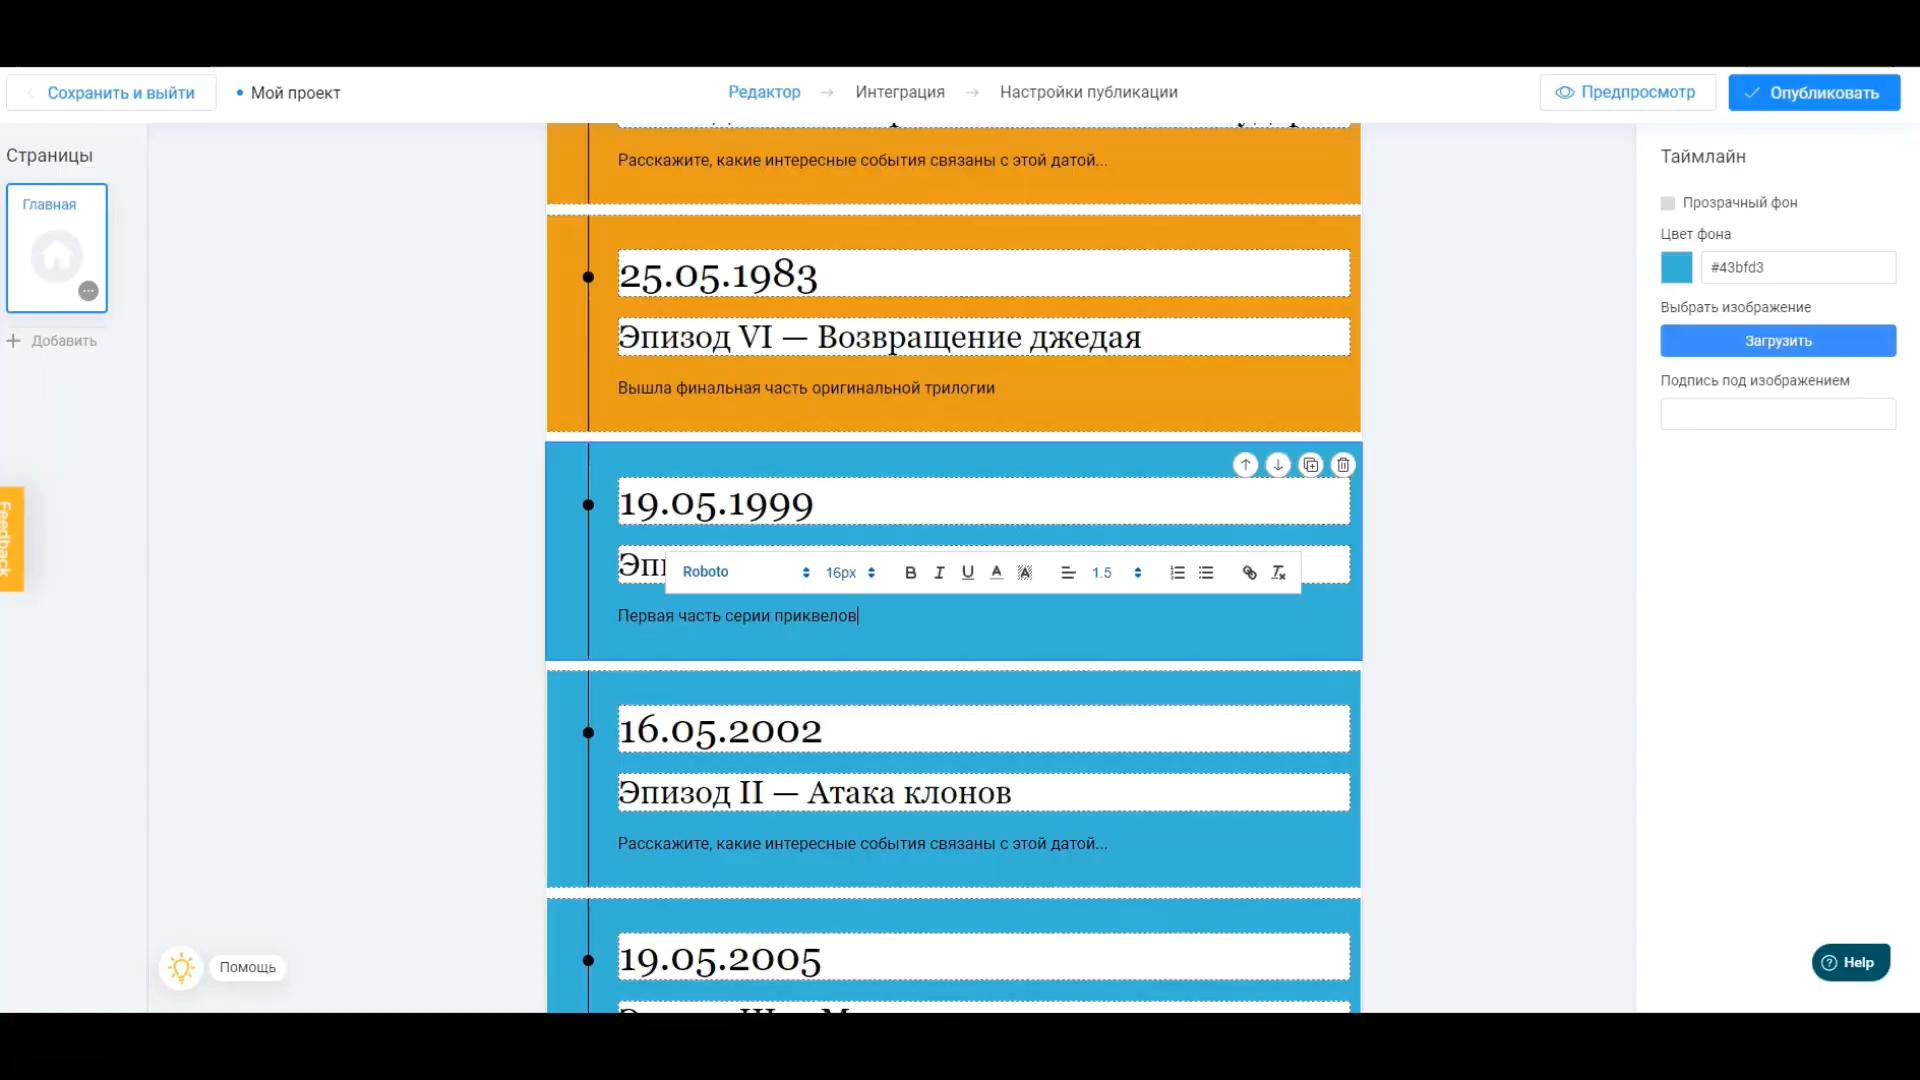 Сохранить и выйти
Мой проект
Редактор
Интеграция
Настройки публикации
Предпросмотр
Опубликовать
Страницы
Главная
Добавить
Feedback
Расскажите, какие интересные события связаны с этой датой...
25.05.1983
Эпизод VI — Возвращение джедая
Вышла финальная часть оригинальной трилогии
19.05.1999
Roboto
16px
B I U A A
1.5
Первая часть серии приквелов
16.05.2002
Эпизод II — Атака клонов
Расскажите, какие интересные события связаны с этой датой...
19.05.2005
Таймлайн
Прозрачный фон
Цвет фона
#43bfd3
Выбрать изображение
Загрузить
Подпись под изображением
Помощь
Help